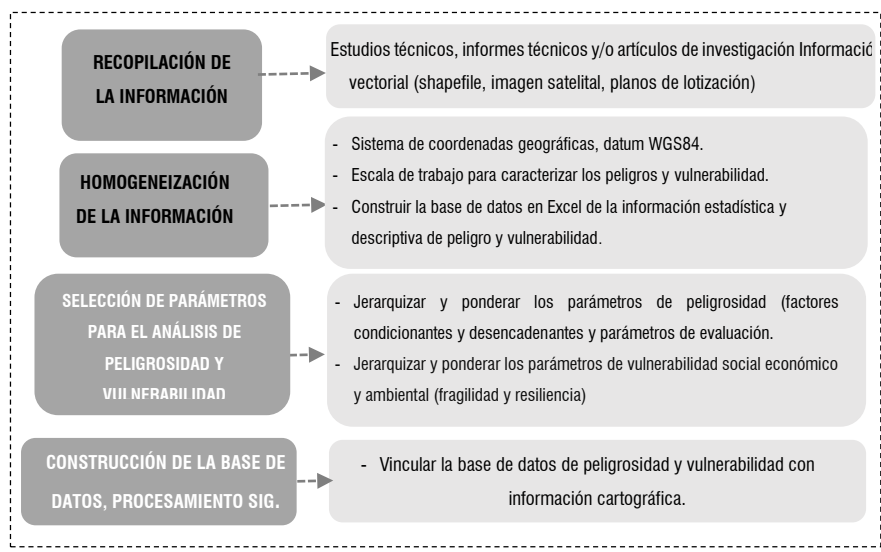 RECOPILACIÓN DE
LA INFORMACIÓN
Estudios técnicos, informes técnicos y/o artículos de investigación Informació
vectorial (shapefile, imagen satelital, planos de lotización)
HOMOGENEIZACIÓN
DE LA INFORMACIÓN
- Sistema de coordenadas geográficas, datum WGS84.
- Escala de trabajo para caracterizar los peligros y vulnerabilidad.
- Construir la base de datos en Excel de la información estadística y
descriptiva de peligro y vulnerabilidad.
SELECCIÓN DE PARÁMETROS
PARA EL ANÁLISIS DE
PELIGROSIDAD Y
VULNERABILIDAD
- Jerarquizar y ponderar los parámetros de peligrosidad (factores
condicionantes y desencadenantes y parámetros de evaluación.
- Jerarquizar y ponderar los parámetros de vulnerabilidad social económico
y ambiental (fragilidad y resiliencia)
CONSTRUCCIÓN DE LA BASE DE
DATOS, PROCESAMIENTO SIG.
- Vincular la base de datos de peligrosidad y vulnerabilidad con
información cartográfica.